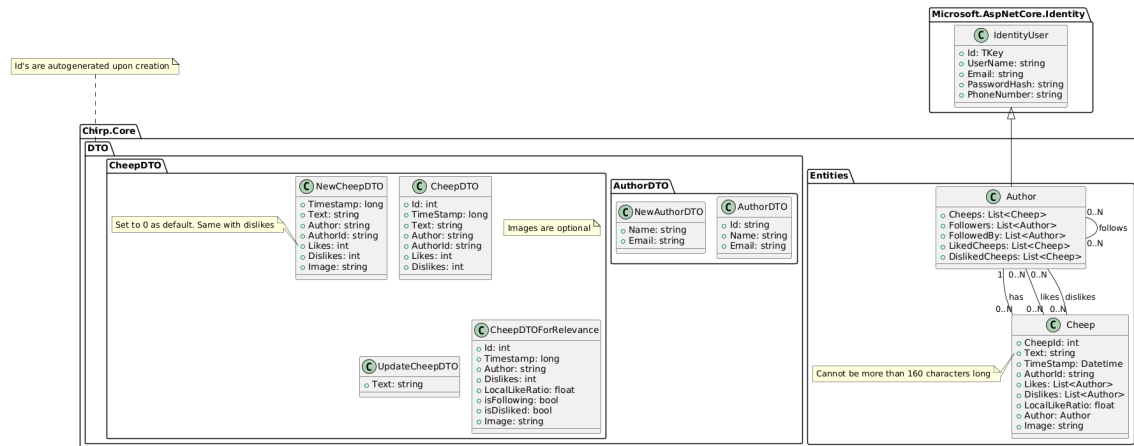 Microsoft.AspNetCore.Identity
C IdentityUser
Id: TKey
UserName: string
Email: string
PasswordHash: string
PhoneNumber: string
Id's are autogenerated upon creation
Chirp.Core
DTO
CheepDTO
C NewCheepDTO
Timestamp: long
Text: string
Author: string
AuthorId: string
Likes: int
Dislikes: int
Image: string
Set to 0 as default. Same with dislikes
C CheepDTO
Id: int
TimeStamp: long
Text: string
Author: string
AuthorId: string
Likes: int
Dislikes: int
Images are optional
C UpdateCheepDTO
Text: string
C CheepDTOForRelevance
Id: int
Timestamp: long
Author: string
Dislikes: int
LocalLikeRatio: float
isFollowing: bool
isDisliked: bool
Image: string
AuthorDTO
C NewAuthorDTO
Name: string
Email: string
C AuthorDTO
Id: string
Name: string
Email: string
Entities
C Author
Cheeps: List<Cheep>
Followers: List<Author>
FollowedBy: List<Author>
LikedCheeps: List<Cheep>
DislikedCheeps: List<Cheep>
0..N
follows
0..N
1 0..N 0..N
has likes dislikes
0..N 0..N 0..N
C Cheep
CheepId: int
Text: string
TimeStamp: Datetime
AuthorId: string
Likes: List<Author>
Dislikes: List<Author>
LocalLikeRatio: float
Author: Author
Image: string
Cannot be more than 160 characters long